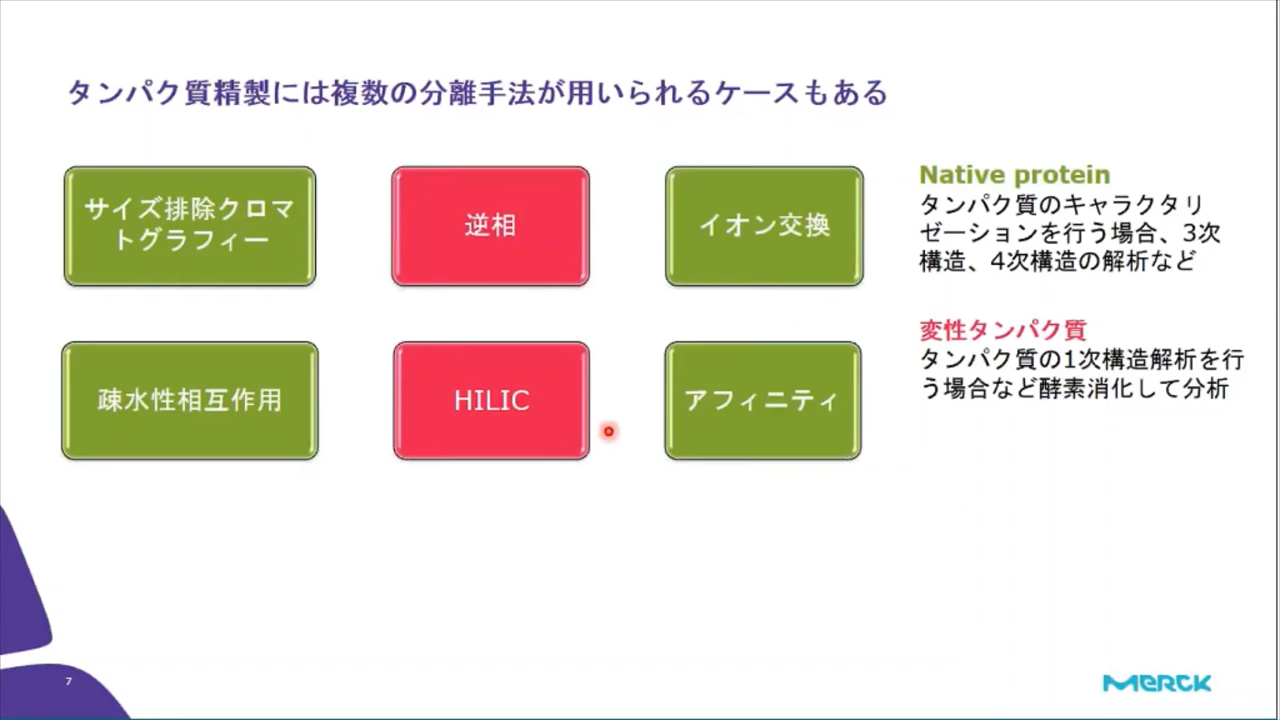 タンパク質精製には複数の分離手法が用いられるケースもある
サイズ排除クロマ
トグラフィー
逆相
イオン交換
疎水性相互作用
HILIC
アフィニティ
Native protein
タンパク質のキャラクタリ
ゼーションを行う場合、3次
構造、4次構造の解析など
変性タンパク質
タンパク質の1次構造解析を行
う場合など酵素消化して分析
7
MERCK